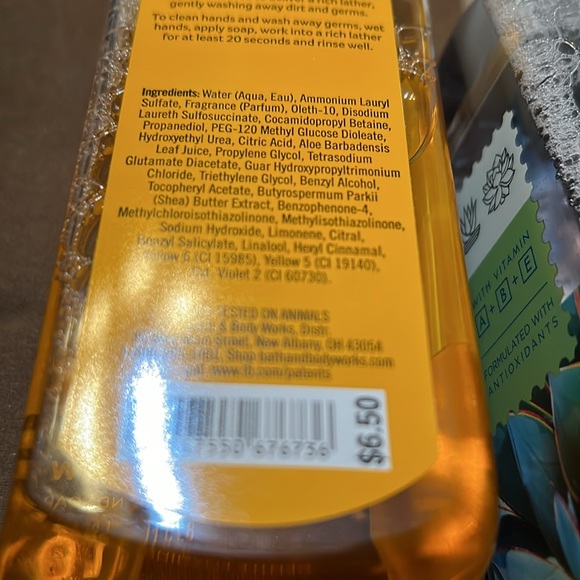 a rich lather,
gently washing away dirt and germs.
To clean hands and wash away germs, wet
hands, apply soap, work into a rich lather
for at least 20 seconds and rinse well.
Ingredients: Water (Aqua, Eau), Ammonium Lauryl
Sulfate, Fragrance (Parfum), Oleth-10, Disodium
Laureth Sulfosuccinate, Cocamidopropyl Betaine,
Propanediol, PEG-120 Methyl Glucose Dioleate,
Hydroxyethyl Urea, Citric Acid, Aloe Barbadensis
Leaf Juice, Propylene Glycol, Tetrasodium
Glutamate Diacetate, Guar Hydroxypropyltrimonium
Chloride, Triethylene Glycol, Benzyl Alcohol,
Tocopheryl Acetate, Butyrospermum Parkii
(Shea) Butter Extract, Benzophenone-4,
Methylchloroisothiazolinone, Methylisothiazolinone,
Sodium Hydroxide, Limonene, Citral,
Benzyl Salicylate, Linalool, Hexyl Cinnamal,
Yellow 6 (CI 15985), Yellow 5 (CI 19140),
Ext. Violet 2 (CI 60730).
TESTED ON ANIMALS
& Body Works, Distr.
Street, New Albany, OH 43054
Shop bathandbodyworks.com
www.lb.com/patents
676736
$6.50
WITH VITAMIN
A+B+E
FORMULATED WITH
ANTIOXIDANTS